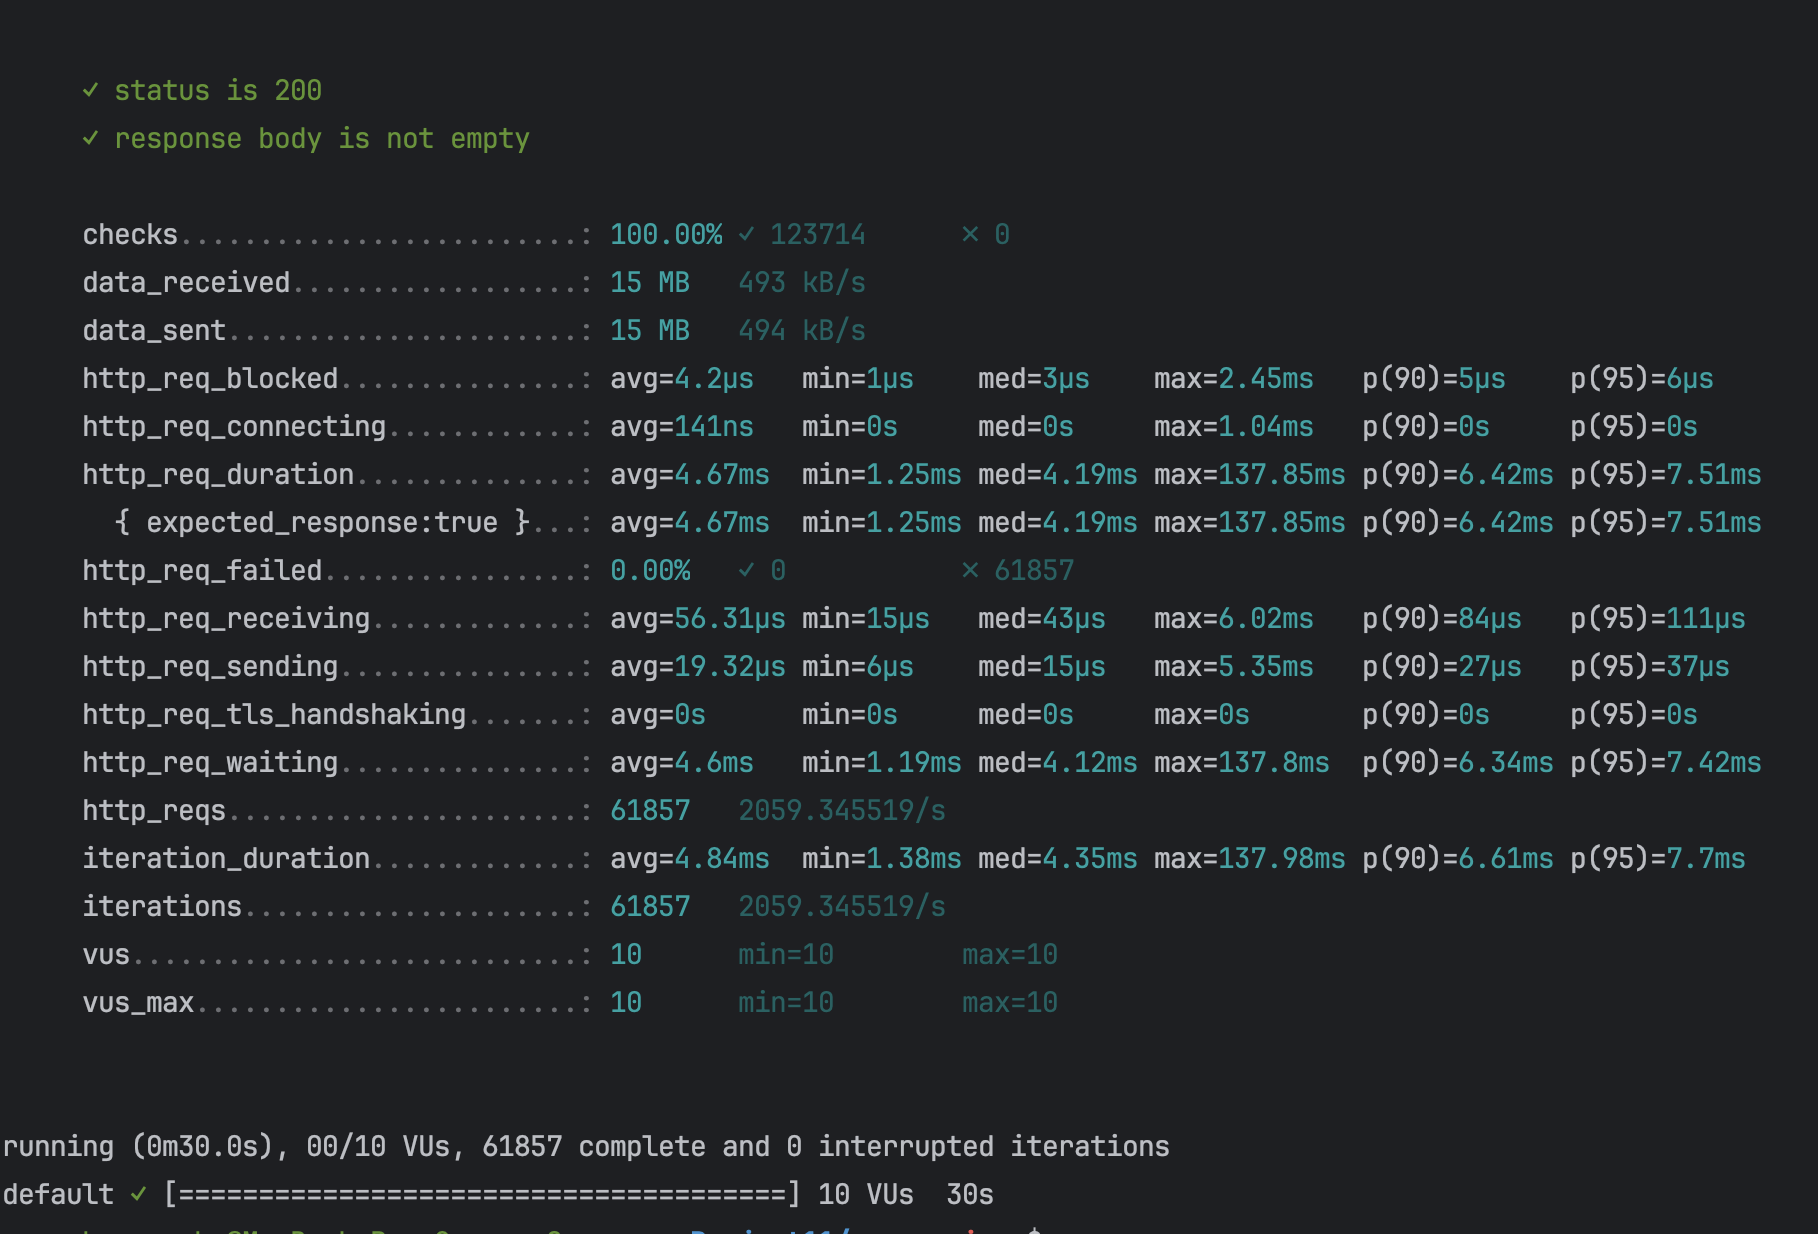 ✓ status is 200
✓ response body is not empty
checks.........................: 100.00% ✓ 123714      ✗ 0
data_received..................: 15 MB   493 kB/s
data_sent......................: 15 MB   494 kB/s
http_req_blocked...............: avg=4.2µs   min=1µs    med=3µs    max=2.45ms   p(90)=5µs    p(95)=6µs
http_req_connecting............: avg=141ns   min=0s     med=0s     max=1.04ms   p(90)=0s     p(95)=0s
http_req_duration..............: avg=4.67ms  min=1.25ms med=4.19ms max=137.85ms p(90)=6.42ms p(95)=7.51ms
{ expected_response:true }...: avg=4.67ms  min=1.25ms med=4.19ms max=137.85ms p(90)=6.42ms p(95)=7.51ms
http_req_failed................: 0.00%   ✓ 0           ✗ 61857
http_req_receiving.............: avg=56.31µs min=15µs   med=43µs   max=6.02ms   p(90)=84µs   p(95)=111µs
http_req_sending...............: avg=19.32µs min=6µs    med=15µs   max=5.35ms   p(90)=27µs   p(95)=37µs
http_req_tls_handshaking.......: avg=0s      min=0s     med=0s     max=0s       p(90)=0s     p(95)=0s
http_req_waiting...............: avg=4.6ms   min=1.19ms med=4.12ms max=137.8ms  p(90)=6.34ms p(95)=7.42ms
http_reqs......................: 61857   2059.345519/s
iteration_duration.............: avg=4.84ms  min=1.38ms med=4.35ms max=137.98ms p(90)=6.61ms p(95)=7.7ms
iterations.....................: 61857   2059.345519/s
vus............................: 10      min=10        max=10
vus_max........................: 10      min=10        max=10
running (0m30.0s), 00/10 VUs, 61857 complete and 0 interrupted iterations
default ✓ [======================================] 10 VUs  30s